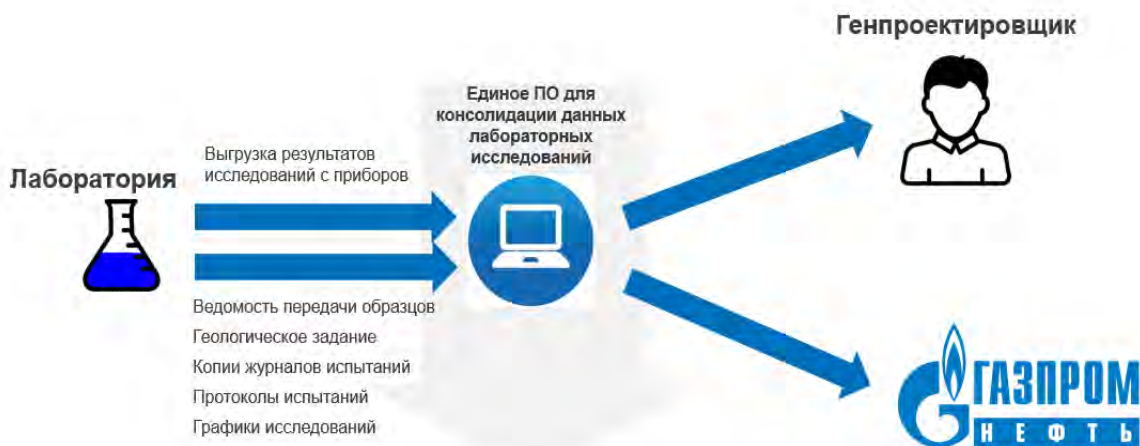 Генпроектировщик
Единое ПО для
консолидации данных
лабораторных
исследований
Выгрузка результатов
исследований с приборов
Лаборатория
Ведомость передачи образцов
Геологическое задание
Копии журналов испытаний
Протоколы испытаний
Графики исследований
ГАЗПРОМ
НЕФТЬ